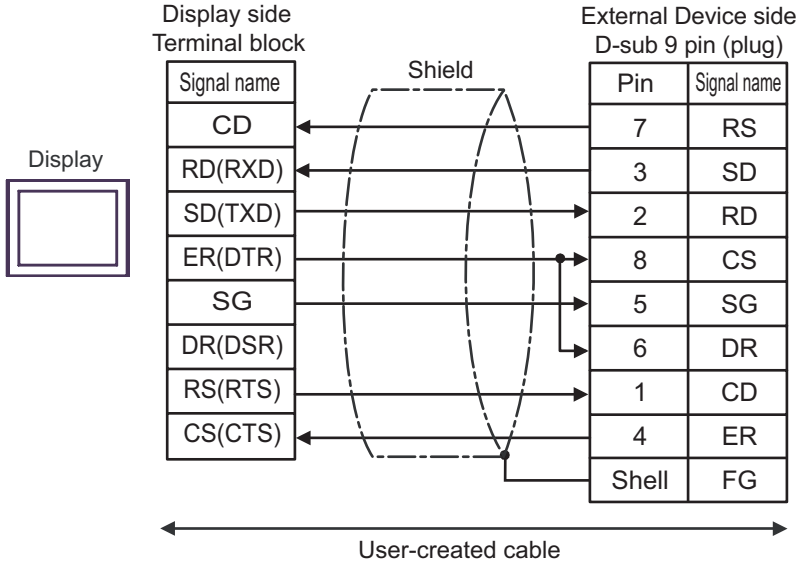 Display side
Terminal block
External Device side
D-sub 9 pin (plug)
Shield
Display
Signal name
CD
RD(RXD)
SD(TXD)
ER(DTR)
SG
DR(DSR)
RS(RTS)
CS(CTS)
Pin Signal name
7 RS
3 SD
2 RD
8 CS
5 SG
6 DR
1 CD
4 ER
Shell FG
User-created cable